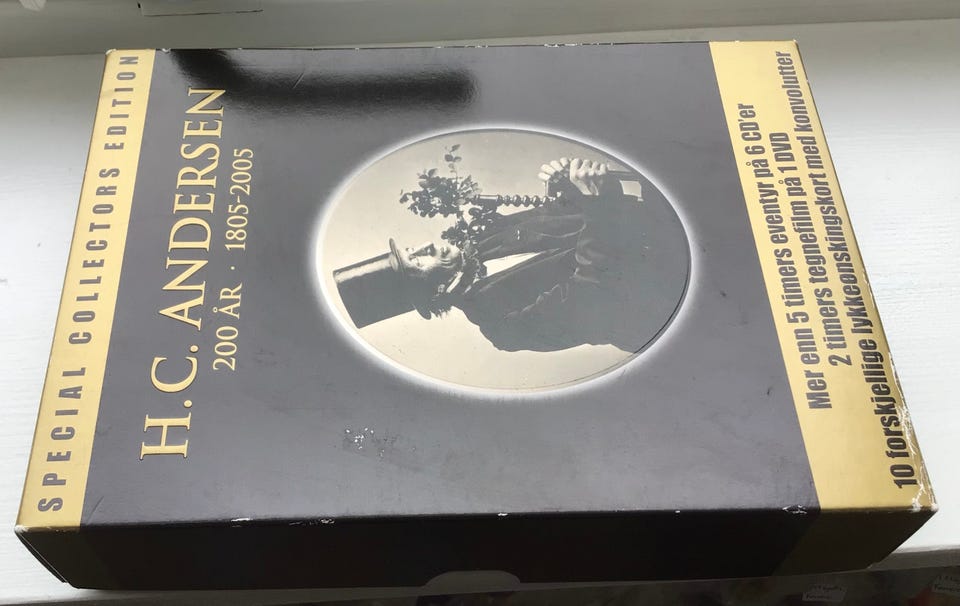 SPECIAL COLLECTORS EDITION
H.C. ANDERSEN
200 ÅR · 1805-2005
Mer enn 5 timers eventyr på 6 CD'er
2 timers tegnefilm på 1 DVD
10 forskjellige lykkeønskingskort med konvolutter